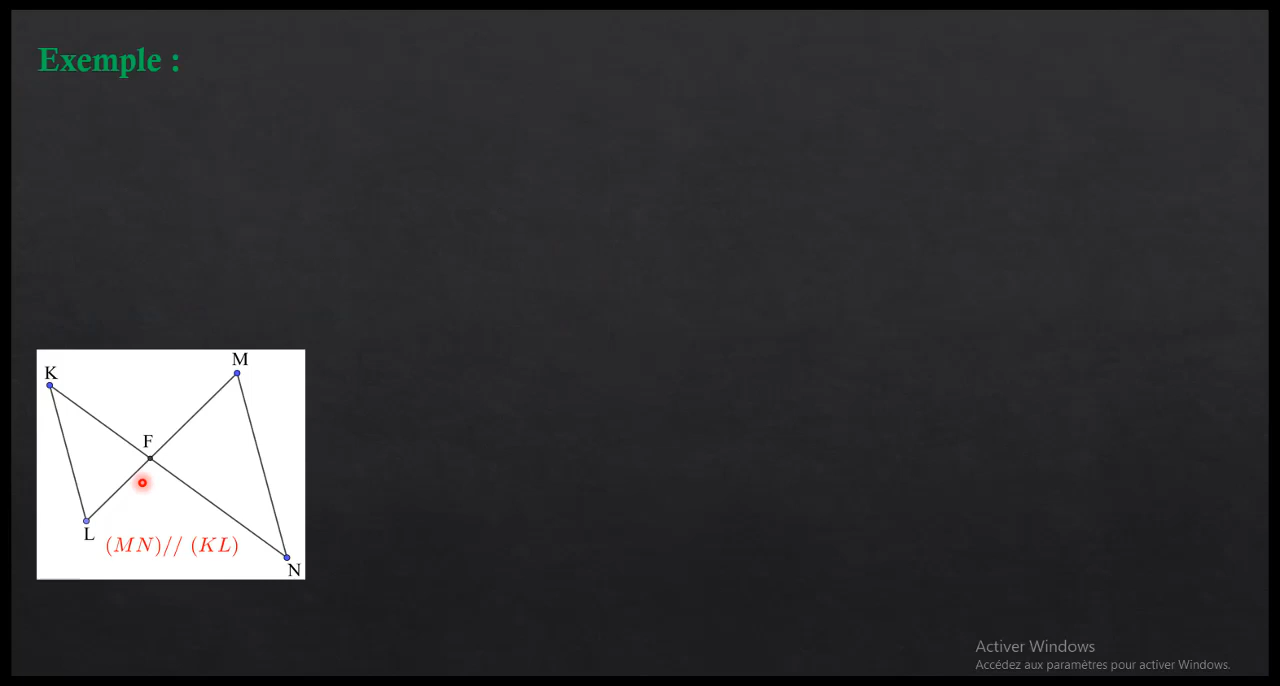 Exemple :
M
K
F
L
(MN)// (KL)
N
Activer Windows
Accédez aux paramètres pour activer Windows.